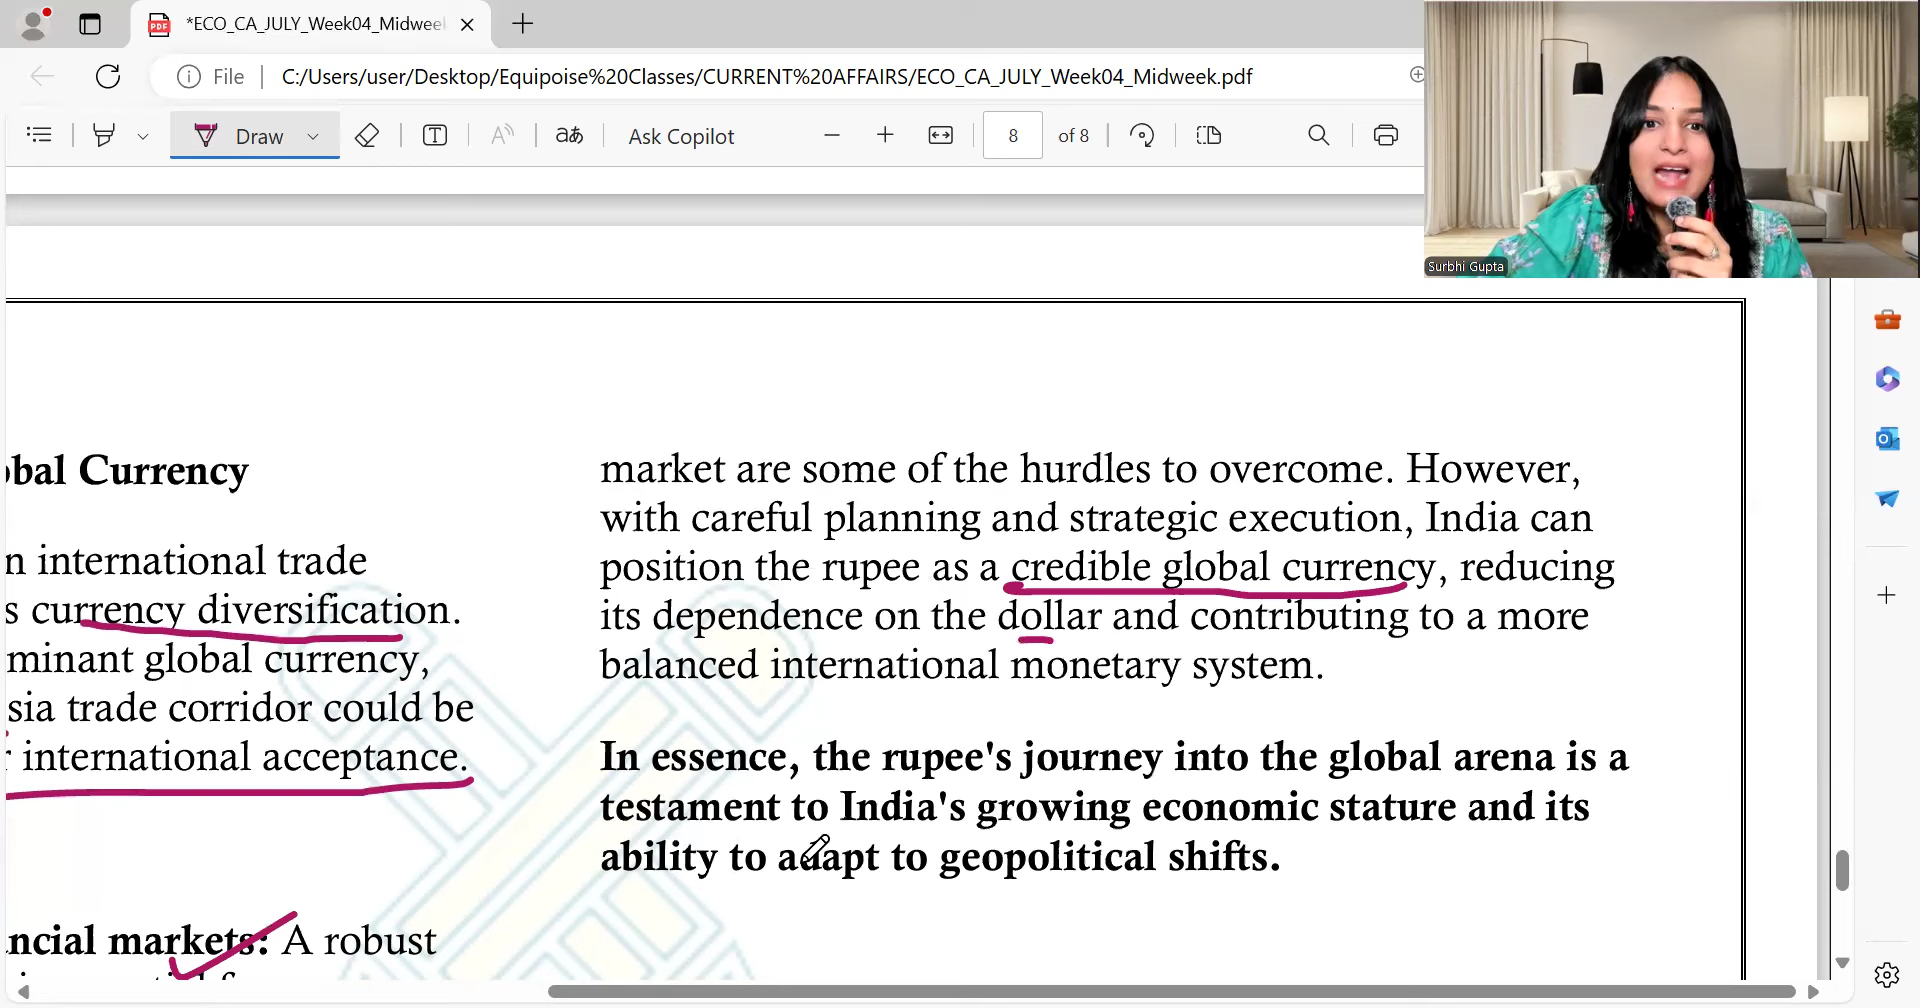 *ECO_CA_JULY_Week04_Midwee
File
C:/Users/user/Desktop/Equipoise%20Classes/CURRENT%20AFFAIRS/ECO_CA_JULY_Week04_Midweek.pdf
Draw
Ask Copilot
8
of 8
Surbhi Gupta
bal Currency
n international trade
s currency diversification.
minant global currency,
sia trade corridor could be
international acceptance.
ncial markets: A robust
market are some of the hurdles to overcome. However,
with careful planning and strategic execution, India can
position the rupee as a credible global currency, reducing
its dependence on the dollar and contributing to a more
balanced international monetary system.
In essence, the rupee's journey into the global arena is a
testament to India's growing economic stature and its
ability to adapt to geopolitical shifts.